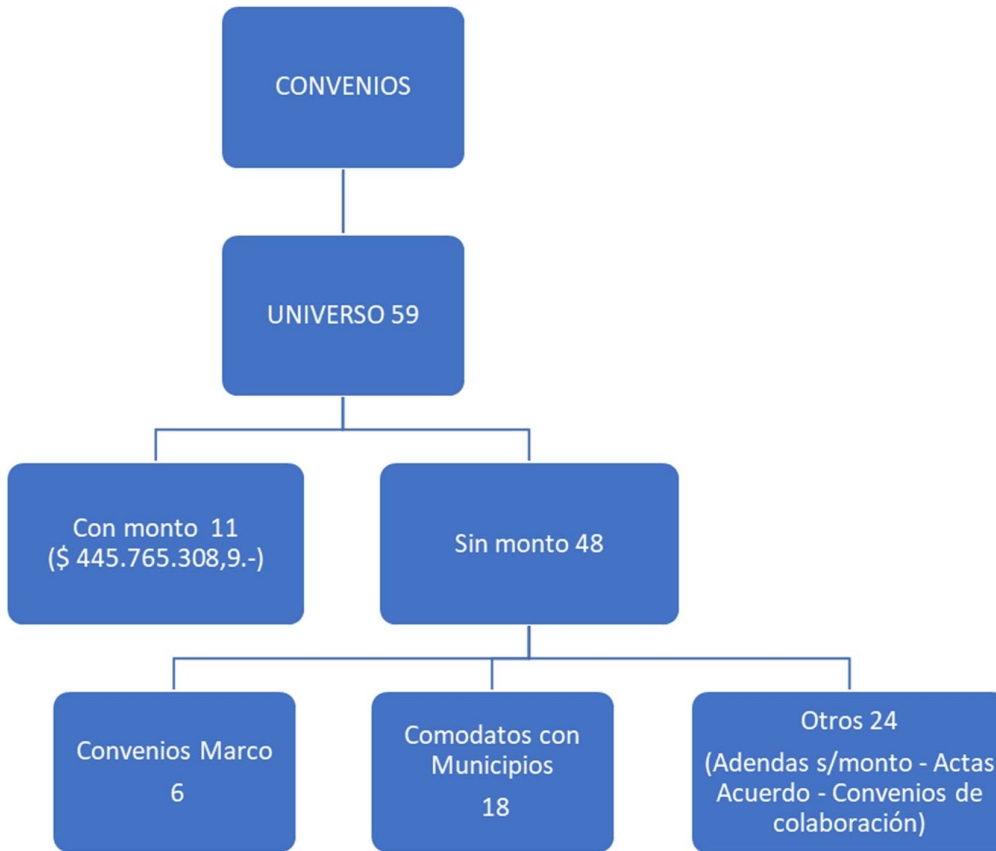 CONVENIOS
UNIVERSO 59
Con monto 11
($ 445.765.308,9.-)
Sin monto 48
Convenios Marco
6
Comodatos con
Municipios
18
Otros 24
(Adendas s/monto - Actas
Acuerdo - Convenios de
colaboración)